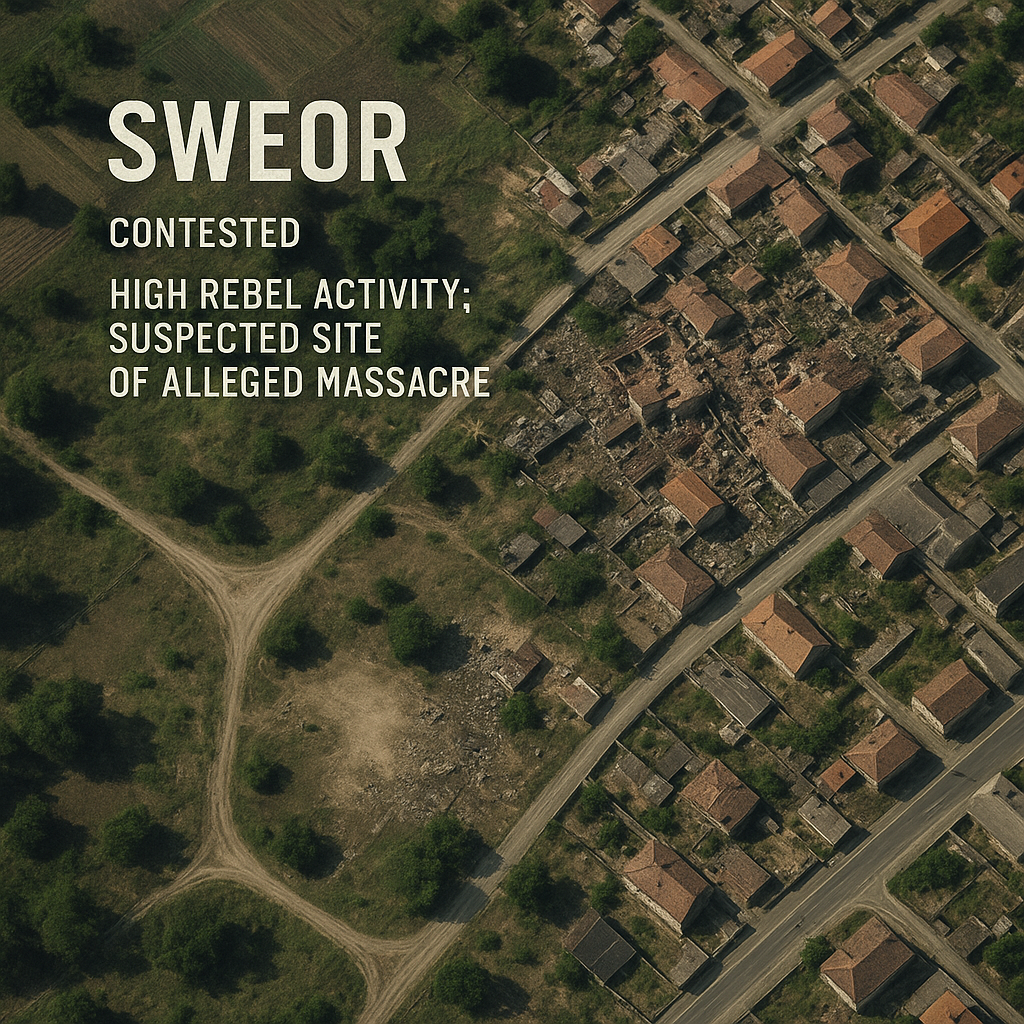 SWEOR
CONTESTED
HIGH REBEL ACTIVITY;
SUSPECTED SITE
OF ALLEGED MASSACRE